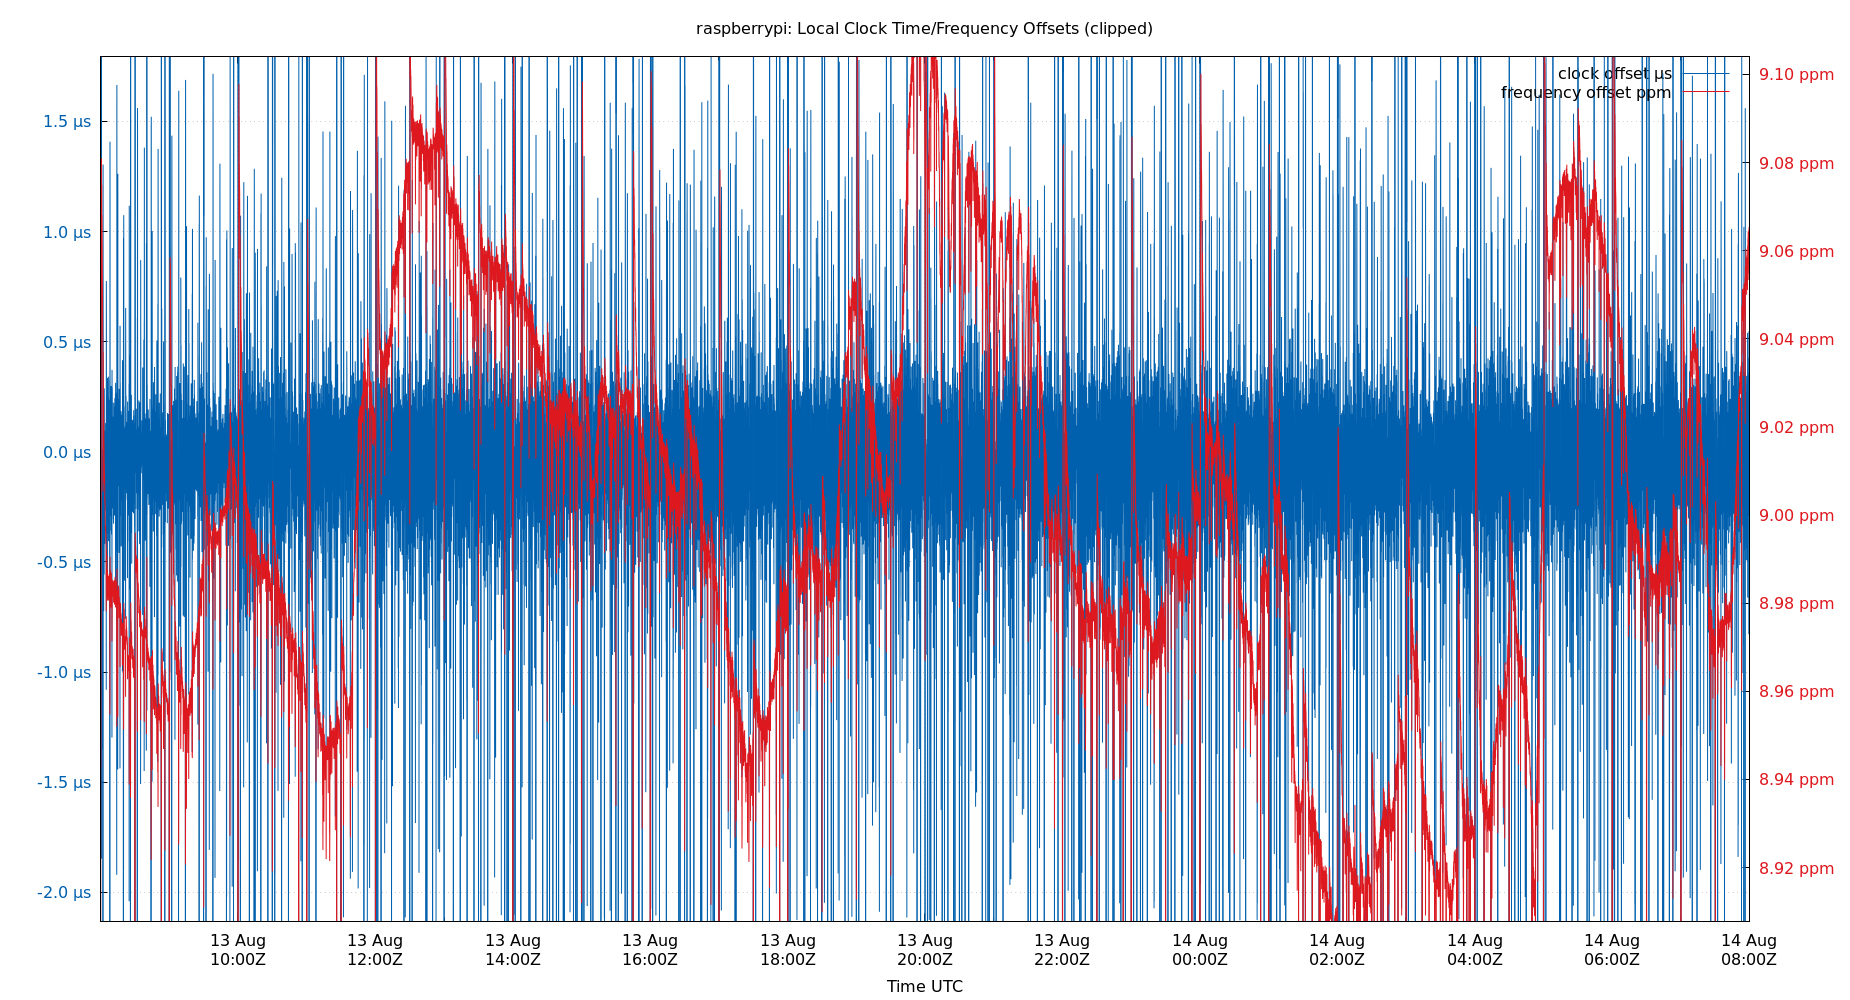 raspberrypi: Local Clock Time/Frequency Offsets (clipped)
clock offset µs
frequency offset ppm
1.5 µs
1.0 µs
0.5 µs
0.0 µs
-0.5 µs
-1.0 µs
-1.5 µs
-2.0 µs
9.10 ppm
9.08 ppm
9.06 ppm
9.04 ppm
9.02 ppm
9.00 ppm
8.98 ppm
8.96 ppm
8.94 ppm
8.92 ppm
13 Aug 13 Aug 13 Aug 13 Aug 13 Aug 13 Aug 13 Aug 14 Aug 14 Aug 14 Aug 14 Aug 14 Aug
10:00Z 12:00Z 14:00Z 16:00Z 18:00Z 20:00Z 22:00Z 00:00Z 02:00Z 04:00Z 06:00Z 08:00Z
Time UTC